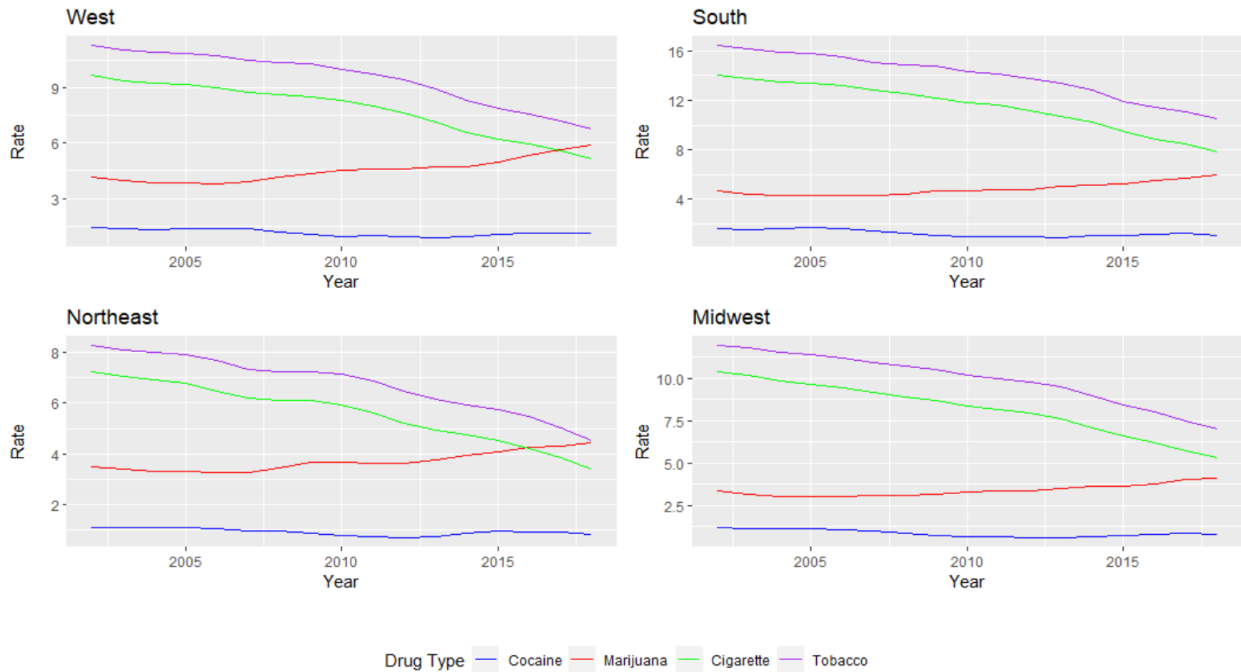 West
9
6
3
Rate
2005 2010 2015
Year
South
16
12
8
4
Rate
2005 2010 2015
Year
Northeast
8
6
4
2
Rate
2005 2010 2015
Year
Midwest
10.0
7.5
5.0
2.5
Rate
2005 2010 2015
Year
Drug Type Cocaine Marijuana Cigarette Tobacco